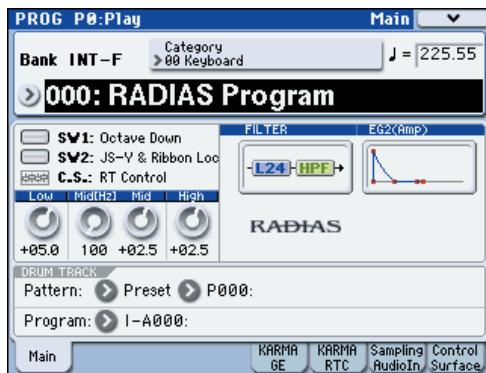 PROG P0:Play Main
Bank INT-F
Category
00 Keyboard
♩= 225.55
000: RADIAS Program
SW1: Octave Down
SW2: JS-Y & Ribbon Loc
C.S.: RT Control
Low Mid[Hz] Mid High
+05.0 100 +02.5 +02.5
FILTER
L24 HPF
EG2(Amp)
RADIAS
DRUM TRACK
Pattern: Preset P000:
Program: I-A000:
Main
KARMA GE
KARMA RTC
Sampling AudioIn
Control Surface